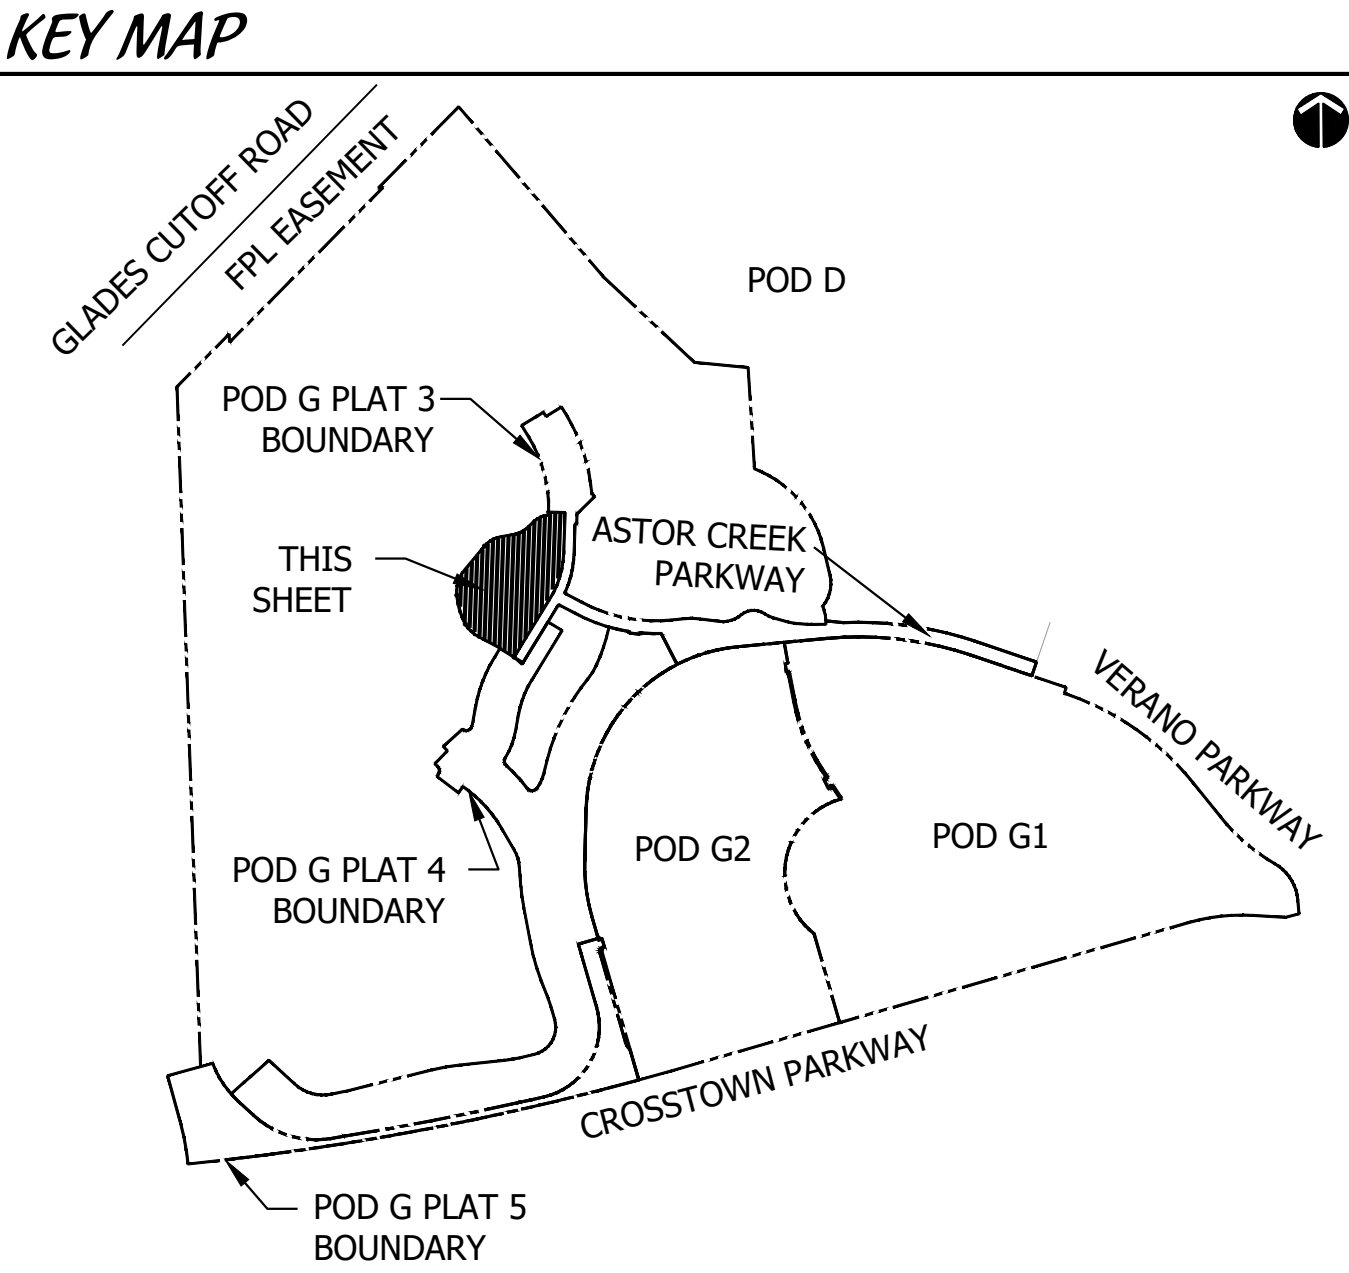 KEY MAP
GLADES CUTOFF ROAD
FPL EASEMENT
POD D
POD G PLAT 3
BOUNDARY
ASTOR CREEK
PARKWAY
THIS
SHEET
VERANO PARKWAY
POD G2
POD G1
POD G PLAT 4
BOUNDARY
CROSSTOWN PARKWAY
POD G PLAT 5
BOUNDARY